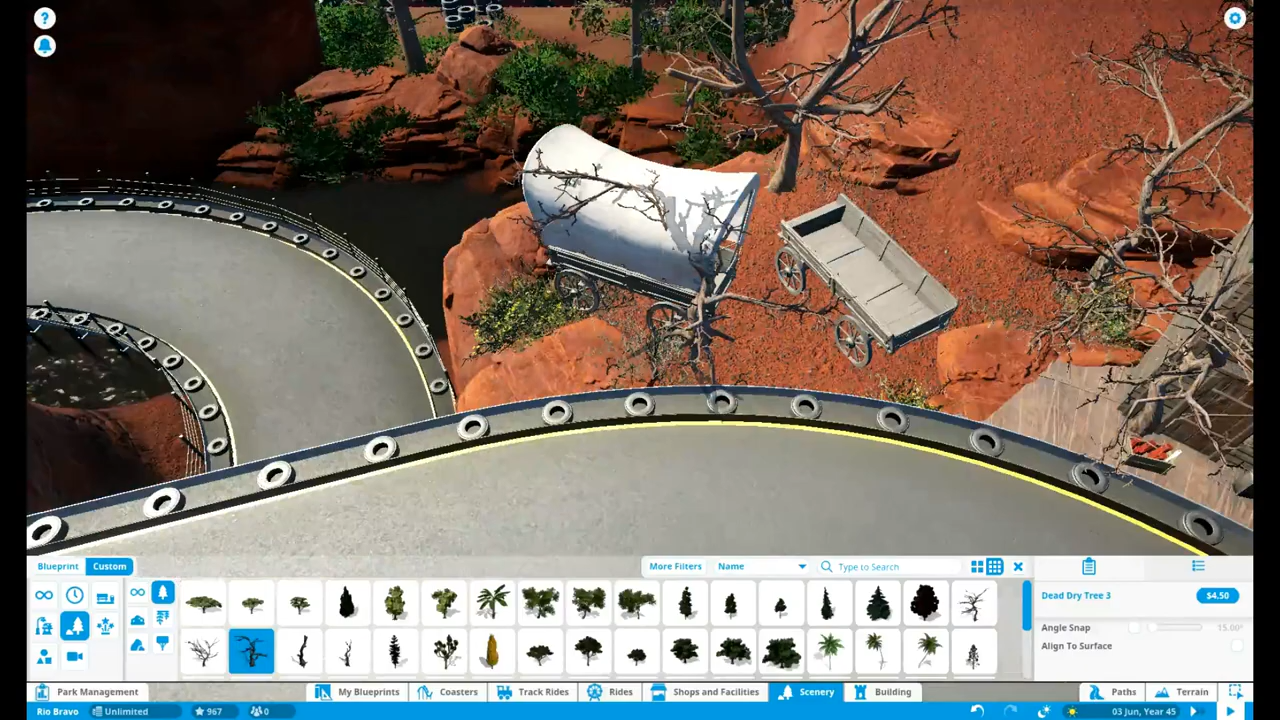 ?
Blueprint Custom More Filters Name Type to Search
Dead Dry Tree 3 $4.50
Angle Snap 15.00°
Align To Surface
Park Management My Blueprints Coasters Track Rides Rides Shops and Facilities Scenery Building Paths Terrain
Rio Bravo Unlimited 967 0 03 Jun, Year 45